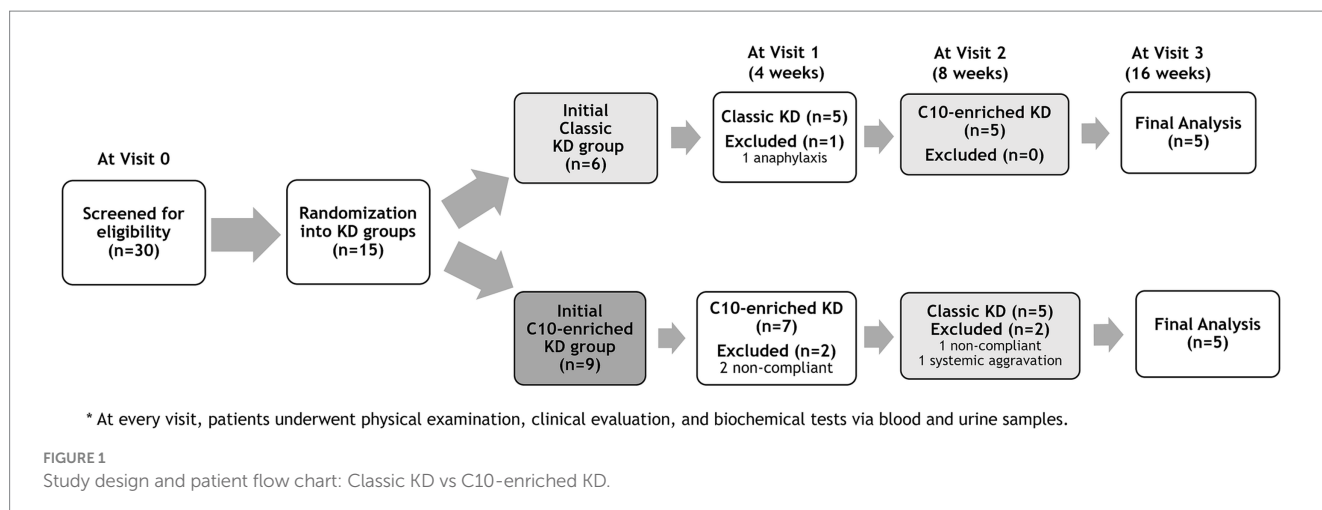 At Visit 0
Screened for
eligibility
(n=30)
Randomization
into KD groups
(n=15)
Initial
Classic
KD group
(n=6)
At Visit 1
(4 weeks)
Classic KD (n=5)
Excluded (n=1)
1 anaphylaxis
At Visit 2
(8 weeks)
C10-enriched KD
(n=5)
Excluded (n=0)
At Visit 3
(16 weeks)
Final Analysis
(n=5)
Initial
C10-enriched
KD group
(n=9)
C10-enriched KD
(n=7)
Excluded (n=2)
2 non-compliant
Classic KD (n=5)
Excluded (n=2)
1 non-compliant
1 systemic aggravation
Final Analysis
(n=5)
* At every visit, patients underwent physical examination, clinical evaluation, and biochemical tests via blood and urine samples.
FIGURE 1
Study design and patient flow chart: Classic KD vs C10-enriched KD.